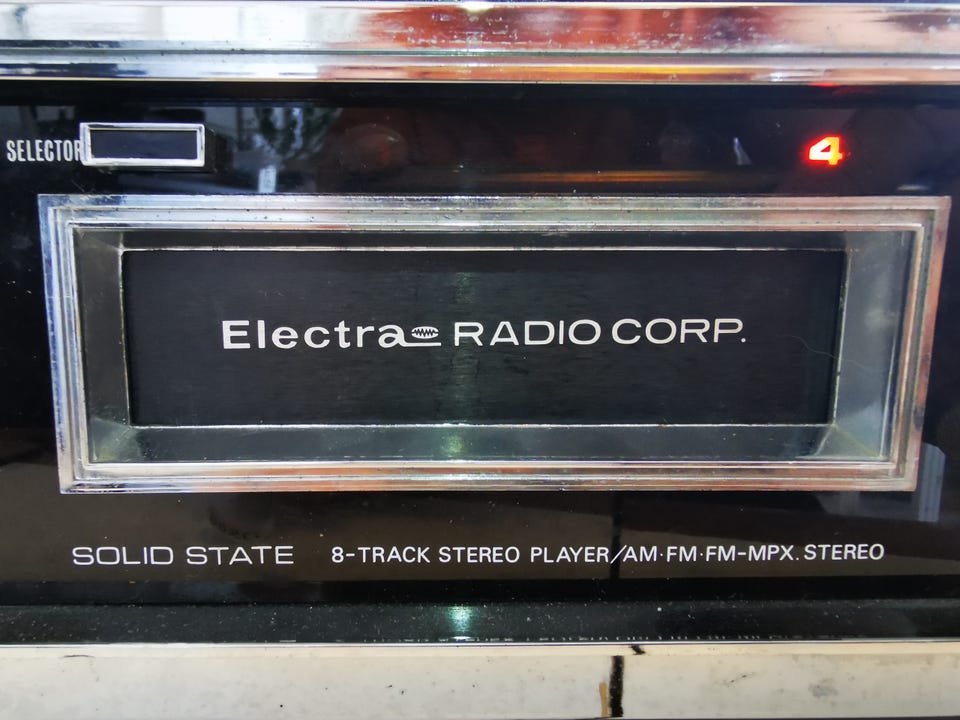 SELECTOR
4
Electra RADIO CORP.
SOLID STATE 8-TRACK STEREO PLAYER/AM·FM·FM-MPX. STEREO